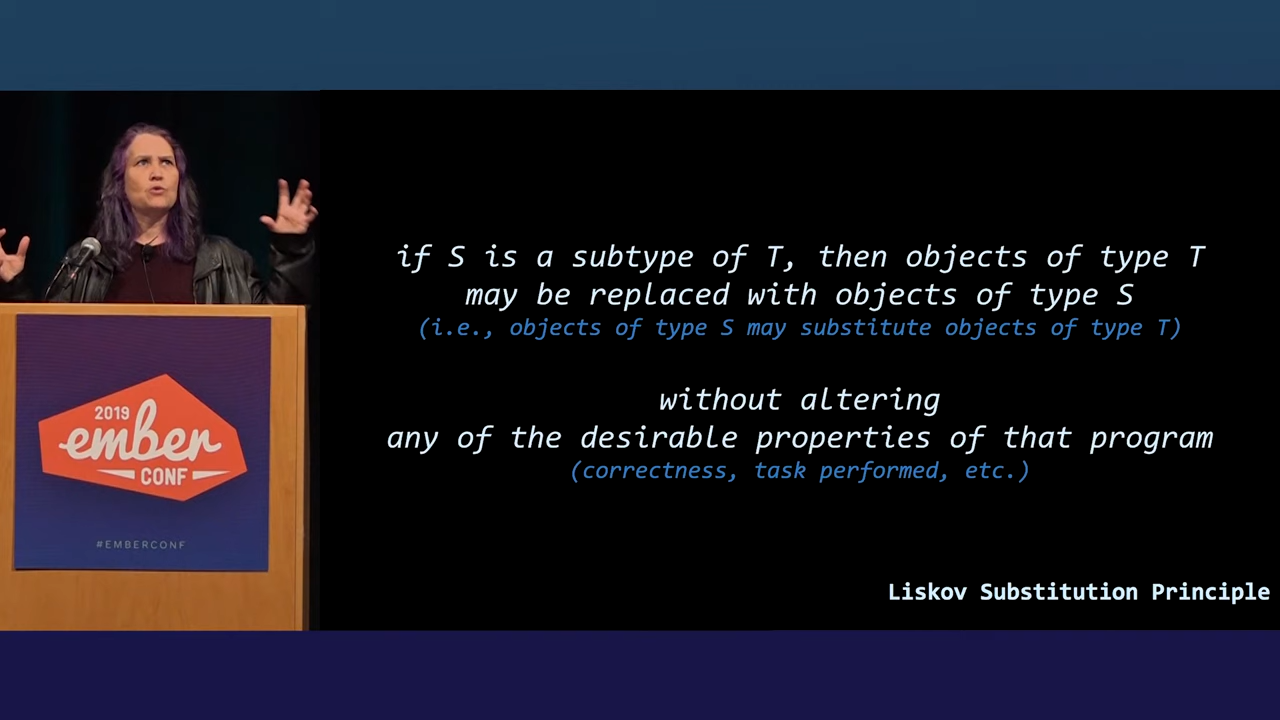 2019
ember
CONF
#EMBERCONF
if S is a subtype of T, then objects of type T
may be replaced with objects of type S
(i.e., objects of type S may substitute objects of type T)
without altering
any of the desirable properties of that program
(correctness, task performed, etc.)
Liskov Substitution Principle